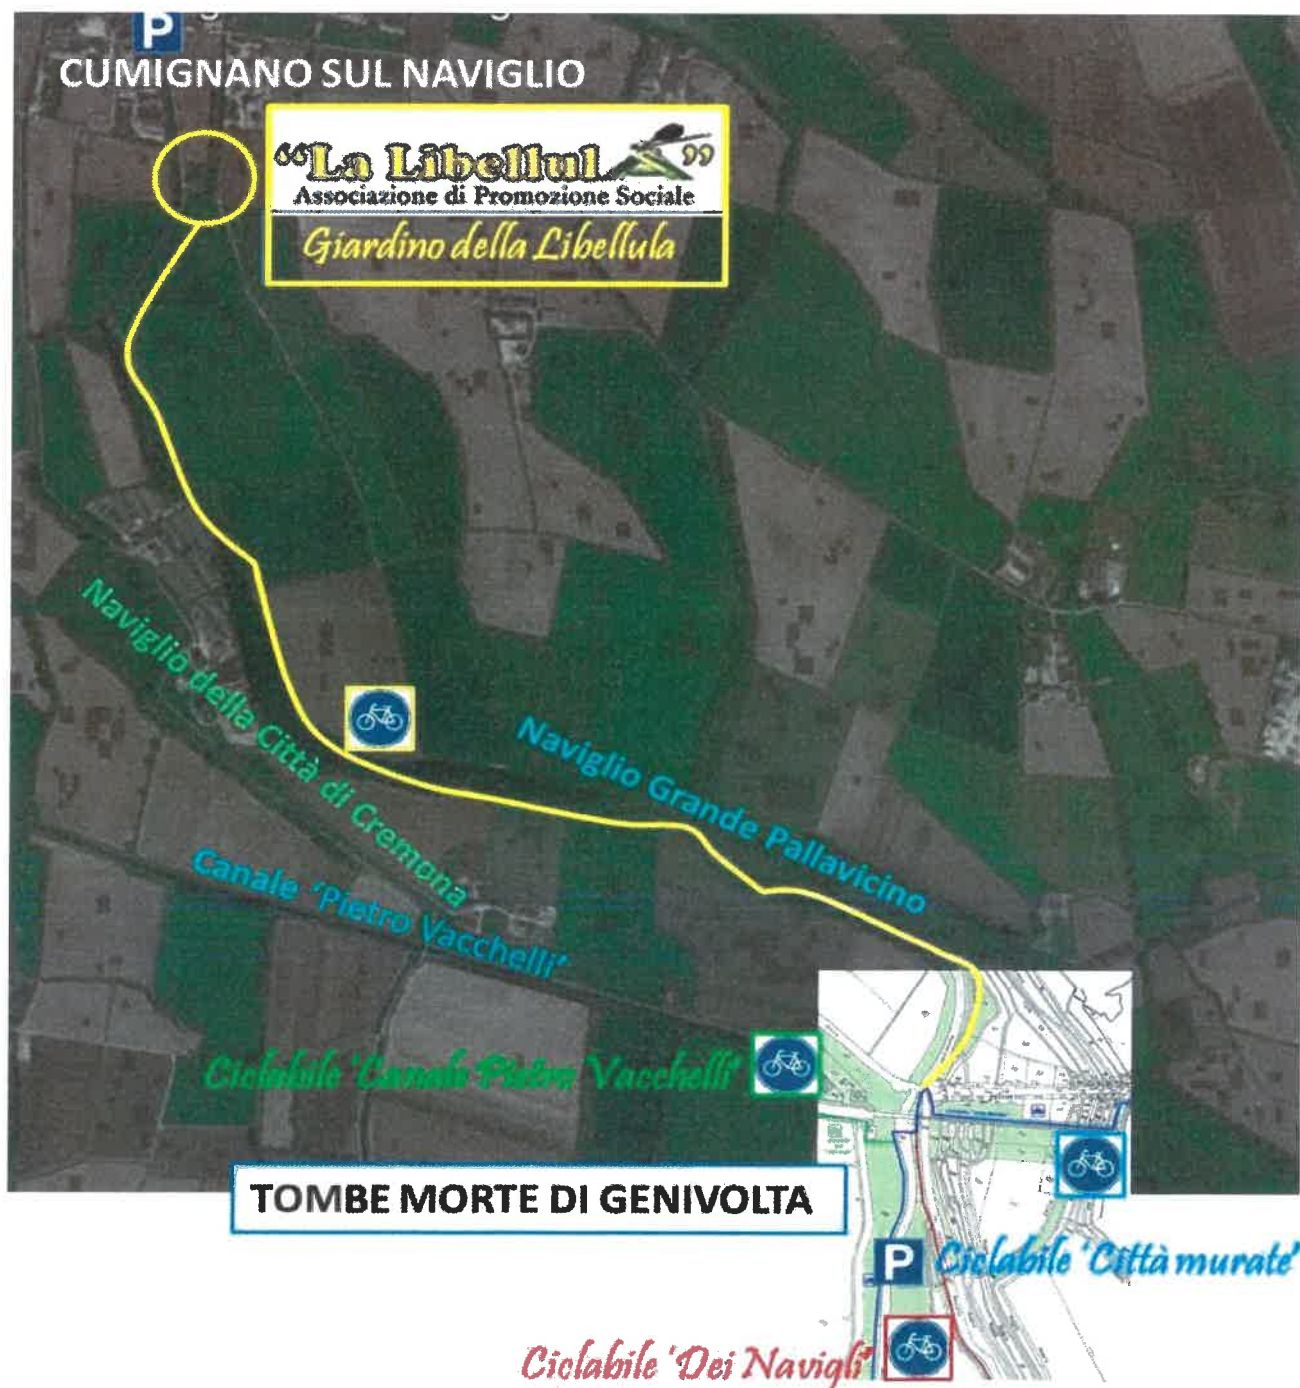 P
CUMIGNANO SUL NAVIGLIO
“La Libellul ”
Associazione di Promozione Sociale
Giardino della Libellula
Naviglio della Città di Cremona
Naviglio Grande Pallavicino
Canale ‘Pietro Vacchelli’
Ciclabile ‘Canale Pietro Vacchelli’
TOMBE MORTE DI GENIVOLTA
P
Ciclabile ‘Città murate’
Ciclabile ‘Dei Navigli’